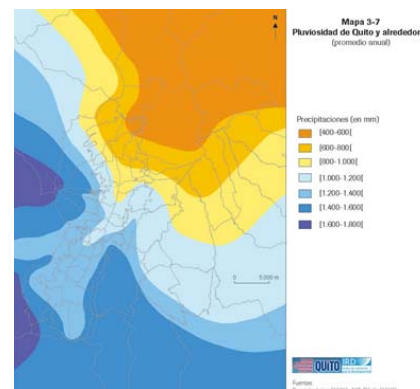 N
Mapa 3-7
Pluviosidad de Quito y alrededor
(promedio anual)
Precipitaciones (en mm)
[400-600[
[600-800[
[800-1.000[
[1.000-1.200[
[1.200-1.400[
[1.400-1.600[
[1.600-1.800[
0 5.000 m
QUITO IRD
Fuentes